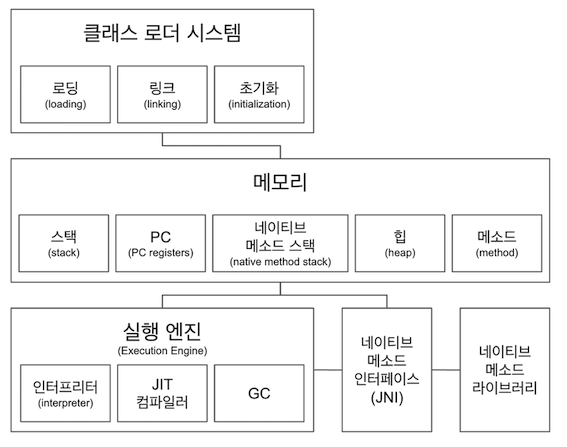 클래스 로더 시스템
로딩
(loading)
링크
(linking)
초기화
(initialization)
메모리
스택
(stack)
PC
(PC registers)
네이티브
메소드 스택
(native method stack)
힙
(heap)
메소드
(method)
실행 엔진
(Execution Engine)
인터프리터
(interpreter)
JIT
컴파일러
GC
네이티브
메소드
인터페이스
(JNI)
네이티브
메소드
라이브러리